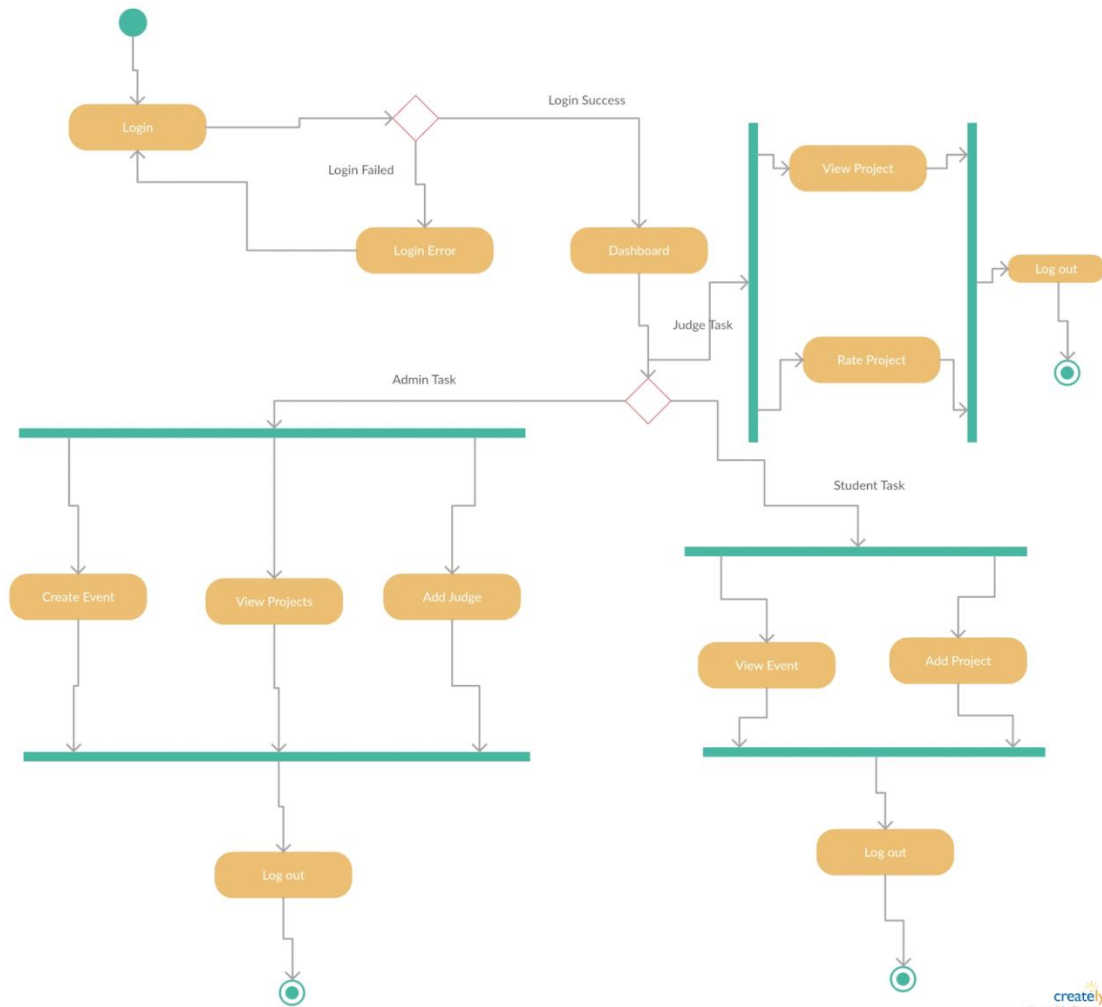 Login Success
Login
Login Failed
View Project
Login Error
Dashboard
Log out
Judge Task
Rate Project
Admin Task
Student Task
Create Event
View Projects
Add Judge
View Event
Add Project
Log out
Log out